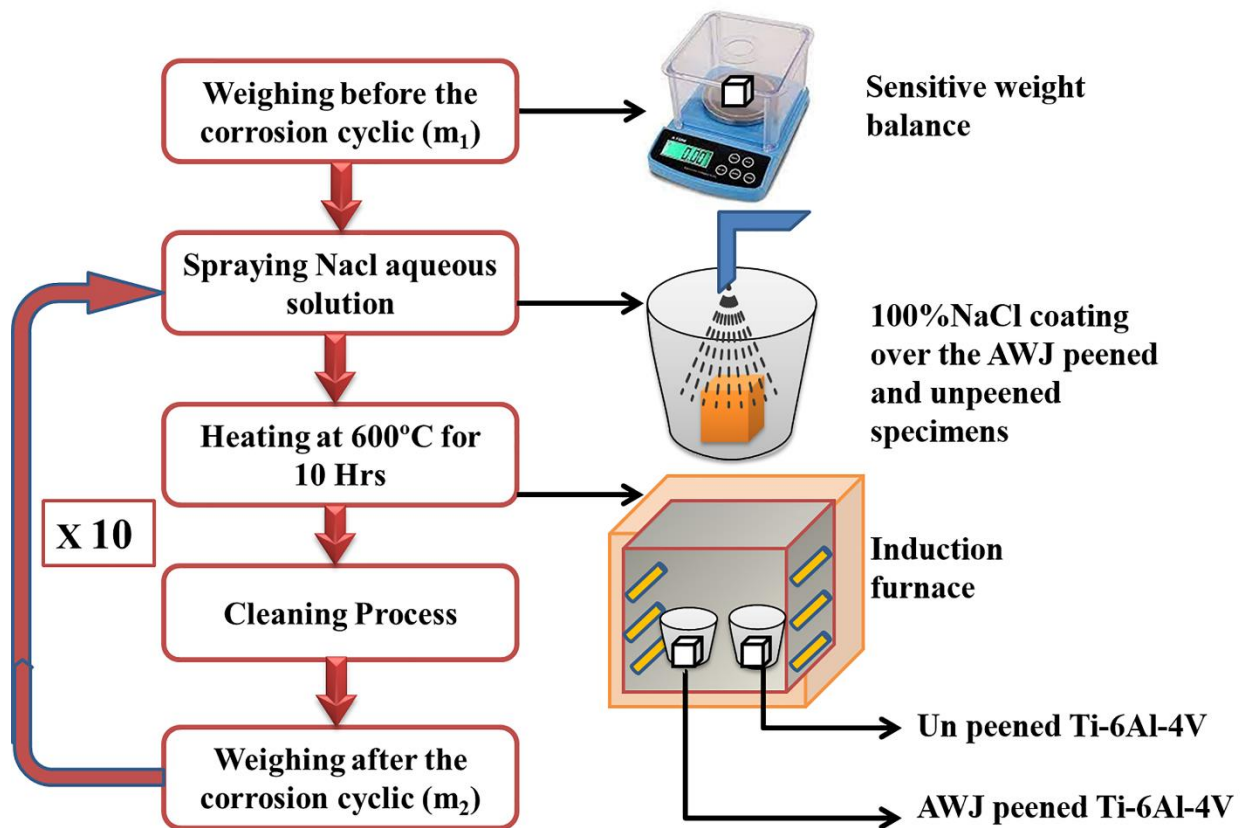 Weighing before the
corrosion cyclic (m₁)
Sensitive weight
balance
0.00
Spraying Nacl aqueous
solution
100%NaCl coating
over the AWJ peened
and unpeened
specimens
Heating at 600ºC for
10 Hrs
X 10
Induction
furnace
Cleaning Process
Un peened Ti-6Al-4V
Weighing after the
corrosion cyclic (m₂)
AWJ peened Ti-6Al-4V